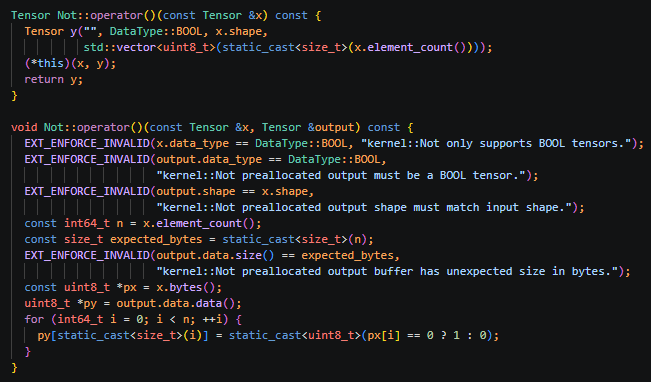 Tensor Not::operator()(const Tensor &x) const {
  Tensor y("", DataType::BOOL, x.shape,
           std::vector<uint8_t>(static_cast<size_t>(x.element_count())));
  (*this)(x, y);
  return y;
}

void Not::operator()(const Tensor &x, Tensor &output) const {
  EXT_ENFORCE_INVALID(x.data_type == DataType::BOOL, "kernel::Not only supports BOOL tensors.");
  EXT_ENFORCE_INVALID(output.data_type == DataType::BOOL,
                      "kernel::Not preallocated output must be a BOOL tensor.");
  EXT_ENFORCE_INVALID(output.shape == x.shape,
                      "kernel::Not preallocated output shape must match input shape.");
  const int64_t n = x.element_count();
  const size_t expected_bytes = static_cast<size_t>(n);
  EXT_ENFORCE_INVALID(output.data.size() == expected_bytes,
                      "kernel::Not preallocated output buffer has unexpected size in bytes.");
  const uint8_t *px = x.bytes();
  uint8_t *py = output.data.data();
  for (int64_t i = 0; i < n; ++i) {
    py[static_cast<size_t>(i)] = static_cast<uint8_t>(px[i] == 0 ? 1 : 0);
  }
}